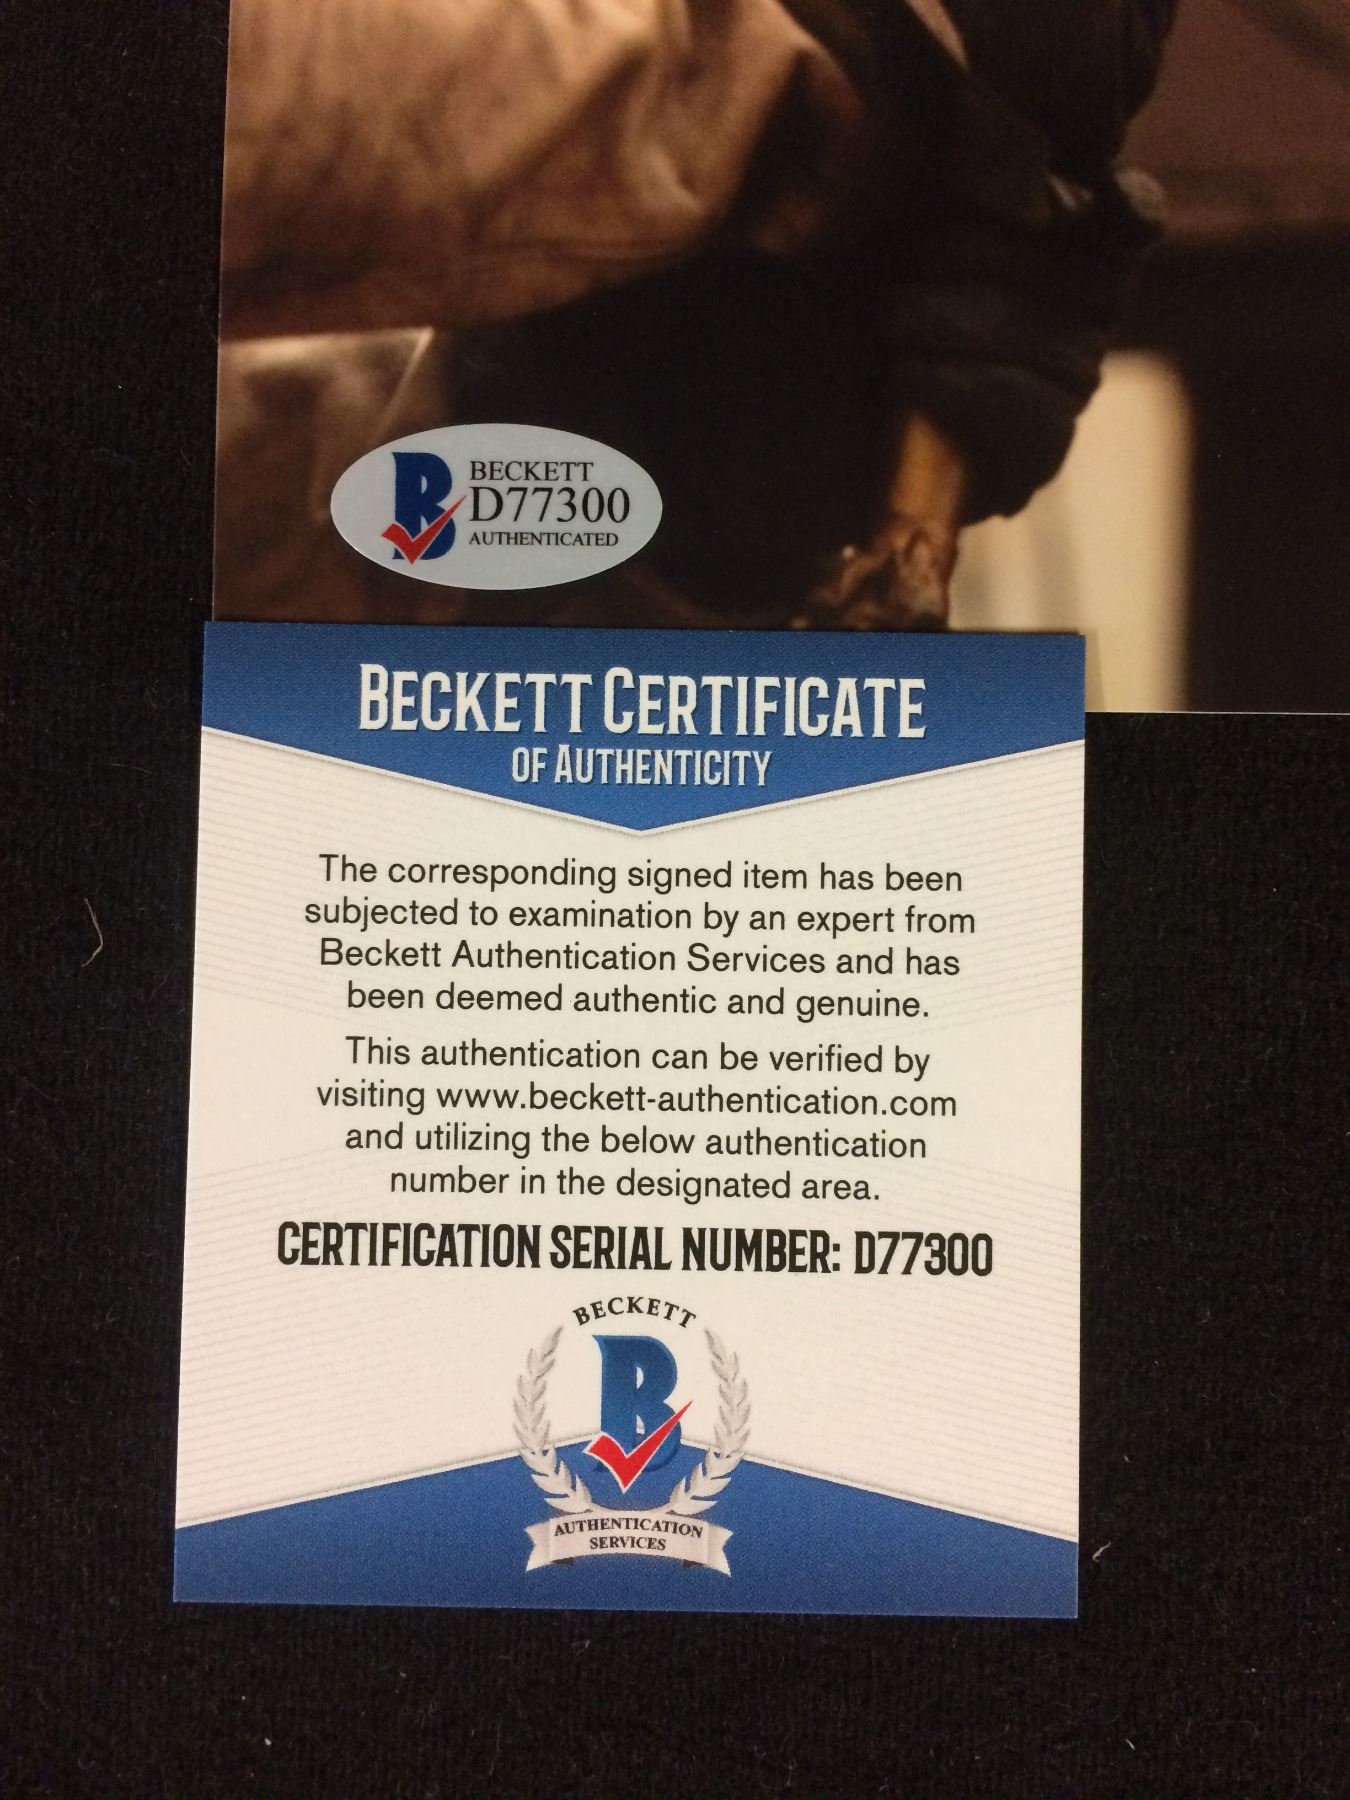 BECKETT
D77300
AUTHENTICATED
BECKETT CERTIFICATE
OF AUTHENTICITY
The corresponding signed item has been
subjected to examination by an expert from
Beckett Authentication Services and has
been deemed authentic and genuine.
This authentication can be verified by
visiting www.beckett-authentication.com
and utilizing the below authentication
number in the designated area.
CERTIFICATION SERIAL NUMBER: D77300
BECKETT
B
AUTHENTICATION
SERVICES